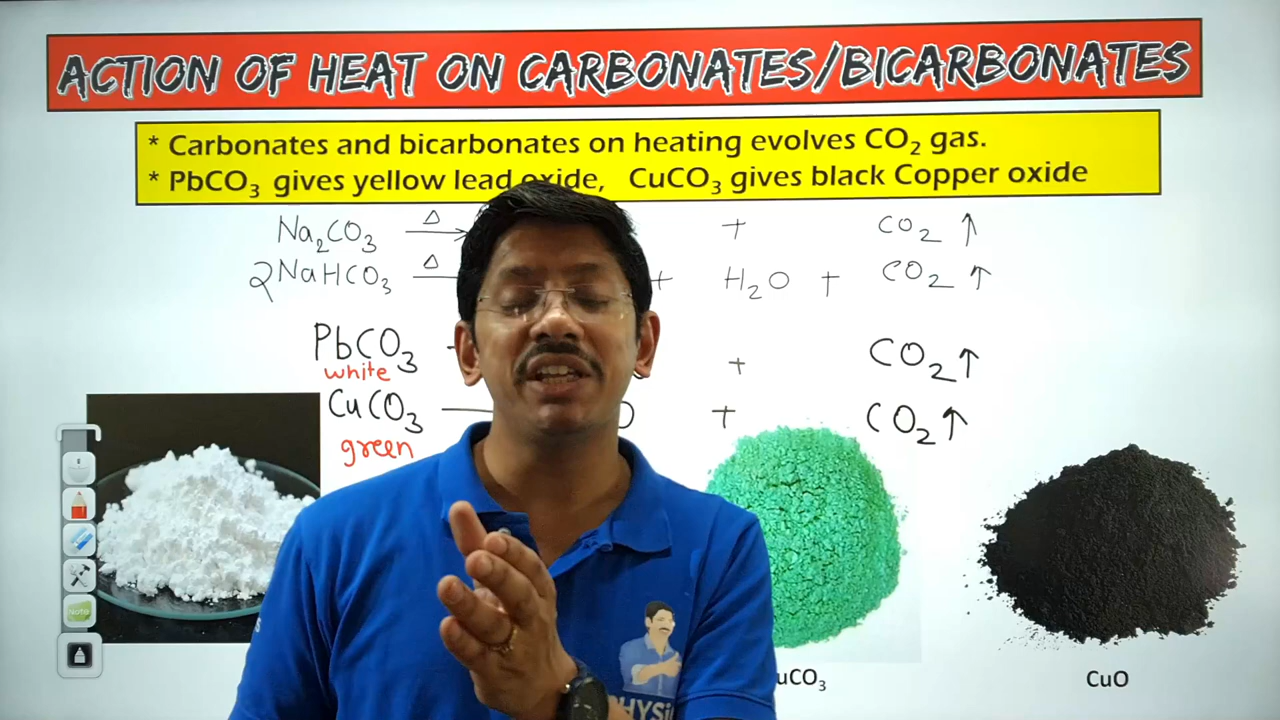 ACTION OF HEAT ON CARBONATES/BICARBONATES
* Carbonates and bicarbonates on heating evolves CO₂ gas.
* PbCO₃ gives yellow lead oxide, CuCO₃ gives black Copper oxide
Na₂CO₃ Δ→ + CO₂ ↑
2NaHCO₃ Δ + H₂O + CO₂ ↑
PbCO₃ + CO₂ ↑
white
CuCO₃ + CO₂ ↑
green
uCO₃
CuO